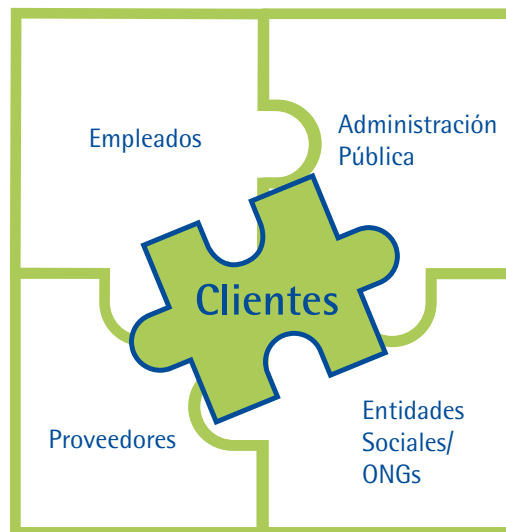 Empleados
Administración
Pública
Clientes
Proveedores
Entidades
Sociales/
ONGs